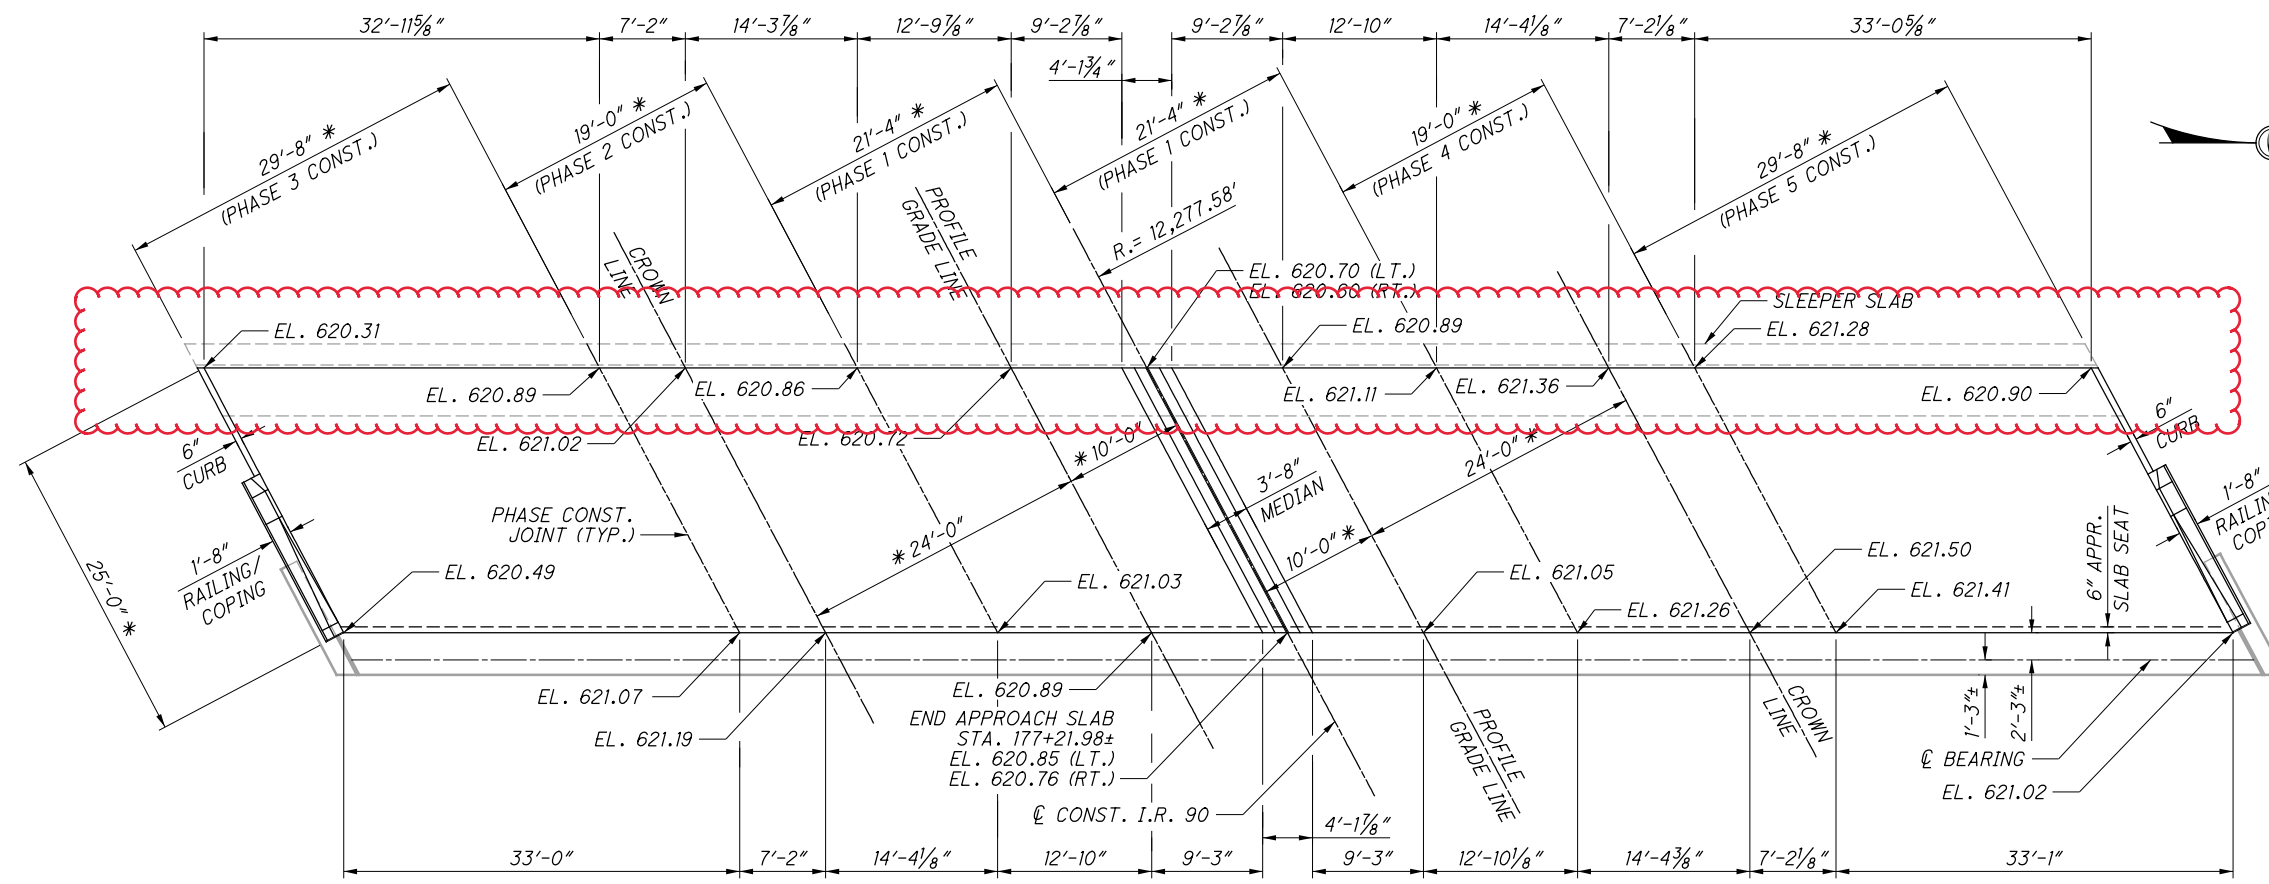 32'-11⅝"
7'-2"
14'-3⅞"
12'-9⅞"
9'-2⅞"
9'-2⅞"
12'-10"
14'-4⅛"
7'-2⅛"
33'-0⅝"
4'-1¾"
29'-8" *
(PHASE 3 CONST.)
19'-0" *
(PHASE 2 CONST.)
21'-4" *
(PHASE 1 CONST.)
21'-4" *
(PHASE 1 CONST.)
19'-0" *
(PHASE 4 CONST.)
29'-8" *
(PHASE 5 CONST.)
R.= 12,277.58'
CROWN
LINE
PROFILE
GRADE LINE
EL. 620.70 (LT.)
EL. 620.60 (RT.)
SLEEPER SLAB
EL. 620.31
EL. 620.89
EL. 621.28
EL. 620.89
EL. 620.86
EL. 621.11
EL. 621.36
EL. 620.90
EL. 621.02
EL. 620.72
6"
CURB
6"
CURB
* 10'-0"
24'-0" *
3'-8"
MEDIAN
PHASE CONST.
JOINT (TYP.)
* 24'-0"
10'-0" *
1'-8"
RAILING/
COPING
1'-8"
25'-0" *
6" APPR.
SLAB SEAT
EL. 620.49
EL. 621.03
EL. 621.05
EL. 621.50
EL. 621.26
EL. 621.41
EL. 621.07
EL. 621.19
EL. 620.89
END APPROACH SLAB
STA. 177+21.98±
EL. 620.85 (LT.)
EL. 620.76 (RT.)
℄ CONST. I.R. 90
PROFILE
GRADE LINE
CROWN
LINE
1'-3"±
2'-3"±
℄ BEARING
EL. 621.02
4'-1⅞"
33'-0"
7'-2"
14'-4⅛"
12'-10"
9'-3"
9'-3"
12'-10⅛"
14'-4⅜"
7'-2⅛"
33'-1"